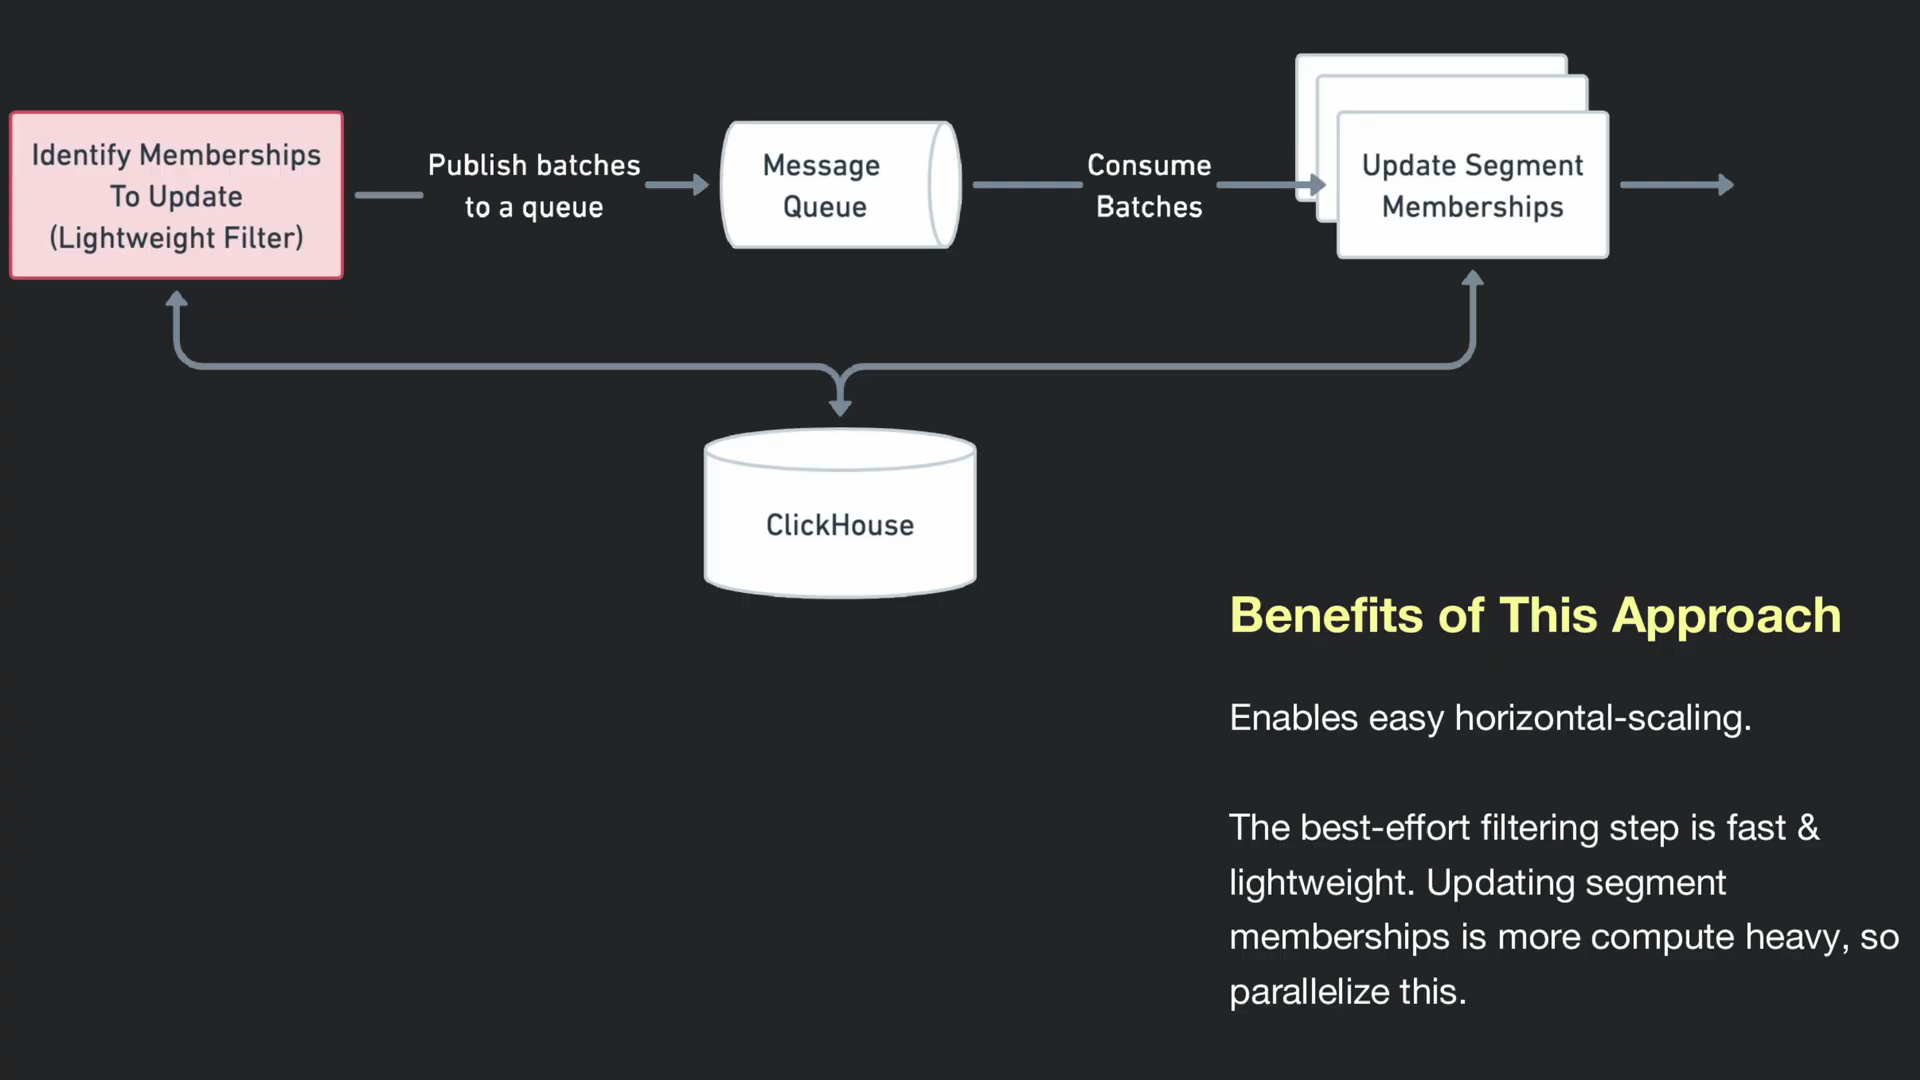 Identify Memberships
To Update
(Lightweight Filter)
Publish batches
to a queue
Message
Queue
Consume
Batches
Update Segment
Memberships
ClickHouse
Benefits of This Approach
Enables easy horizontal-scaling.
The best-effort filtering step is fast &
lightweight. Updating segment
memberships is more compute heavy, so
parallelize this.